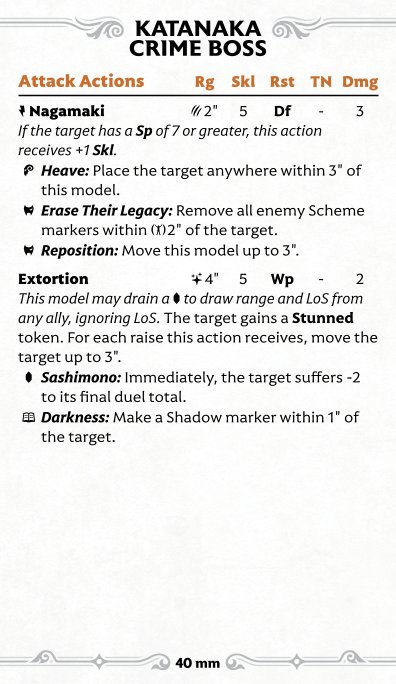 KATANAKA
CRIME BOSS
Attack Actions Rg Skl Rst TN Dmg
Nagamaki 2" 5 Df - 3
If the target has a Sp of 7 or greater, this action
receives +1 Skl.
Heave: Place the target anywhere within 3" of
this model.
Erase Their Legacy: Remove all enemy Scheme
markers within 2" of the target.
Reposition: Move this model up to 3".
Extortion 4" 5 Wp - 2
This model may drain a to draw range and LoS from
any ally, ignoring LoS. The target gains a Stunned
token. For each raise this action receives, move the
target up to 3".
Sashimono: Immediately, the target suffers -2
to its final duel total.
Darkness: Make a Shadow marker within 1" of
the target.
40 mm